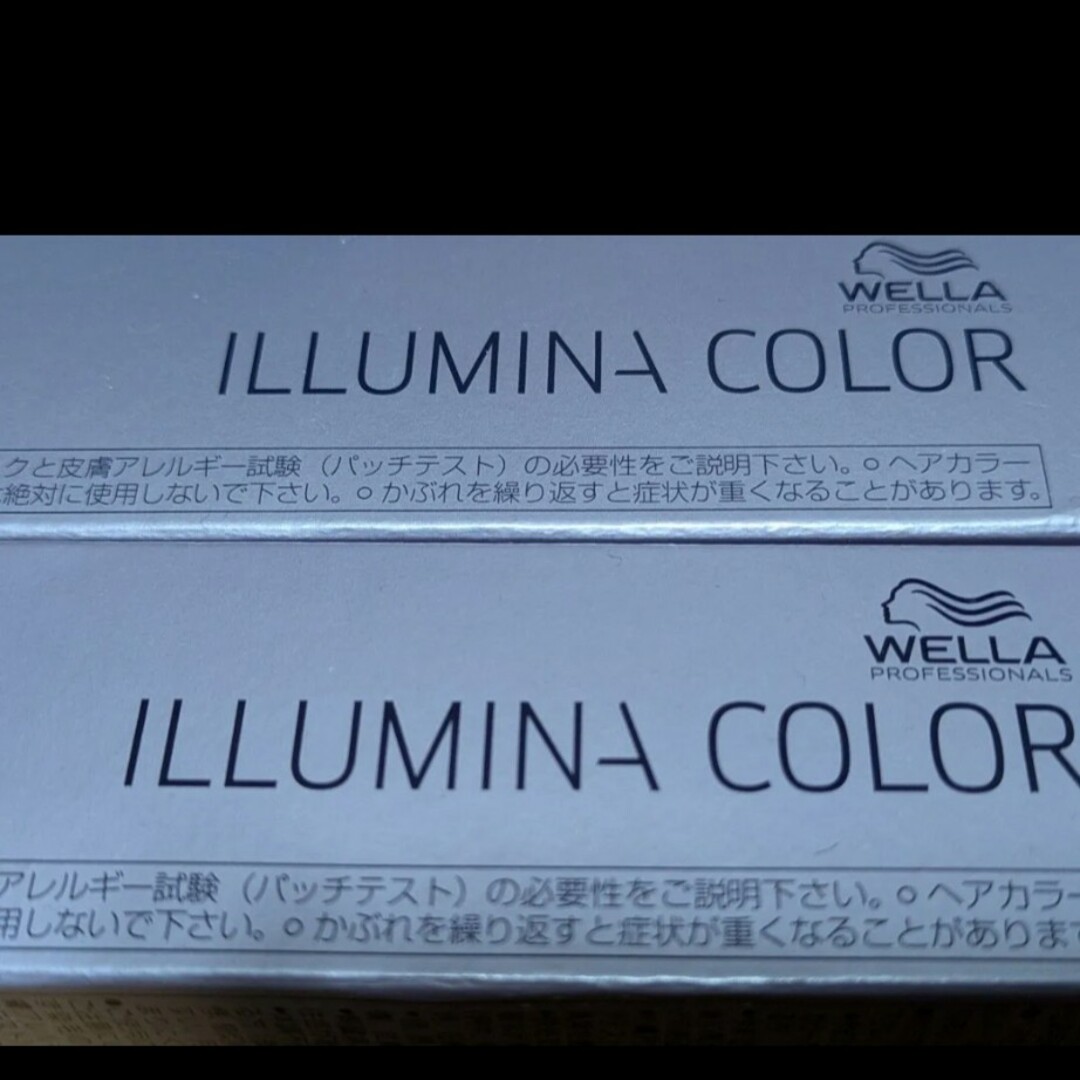 WELLA
PROFESSIONALS
ILLUMINA COLOR
クと皮膚アレルギー試験（パッチテスト）の必要性をご説明下さい。○ヘアカラー
絶対に使用しないで下さい。○かぶれを繰り返すと症状が重くなることがあります。
WELLA
PROFESSIONALS
ILLUMINA COLOR
アレルギー試験（パッチテスト）の必要性をご説明下さい。○ヘアカラー
用しないで下さい。○かぶれを繰り返すと症状が重くなることがありま